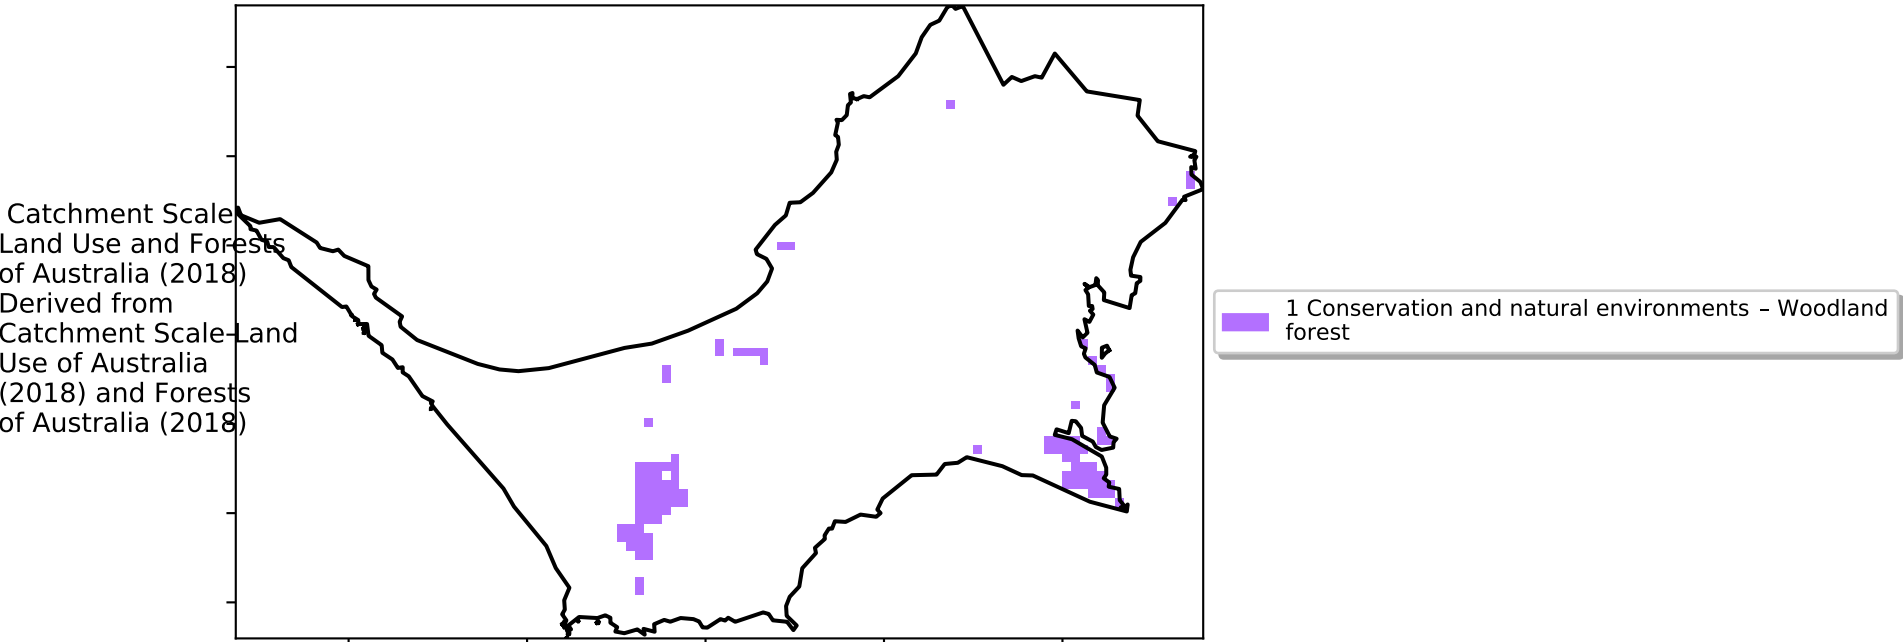 Catchment Scale
Land Use and Forests
of Australia (2018)
Derived from
Catchment Scale Land
Use of Australia
(2018) and Forests
of Australia (2018)
1 Conservation and natural environments – Woodland
forest